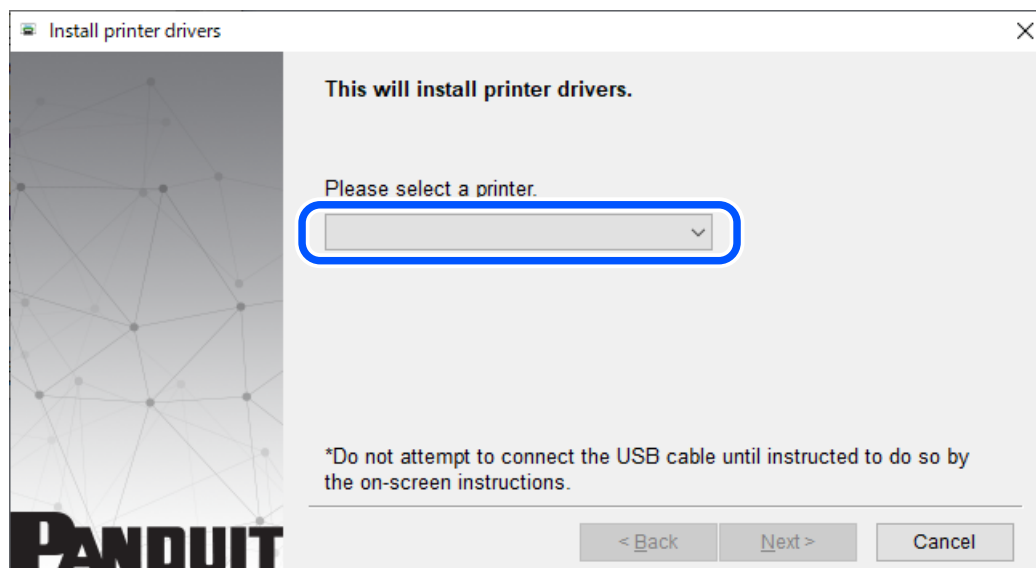 Install printer drivers
This will install printer drivers.
Please select a printer.
*Do not attempt to connect the USB cable until instructed to do so by
the on-screen instructions.
PANDUIT
< Back
Next >
Cancel